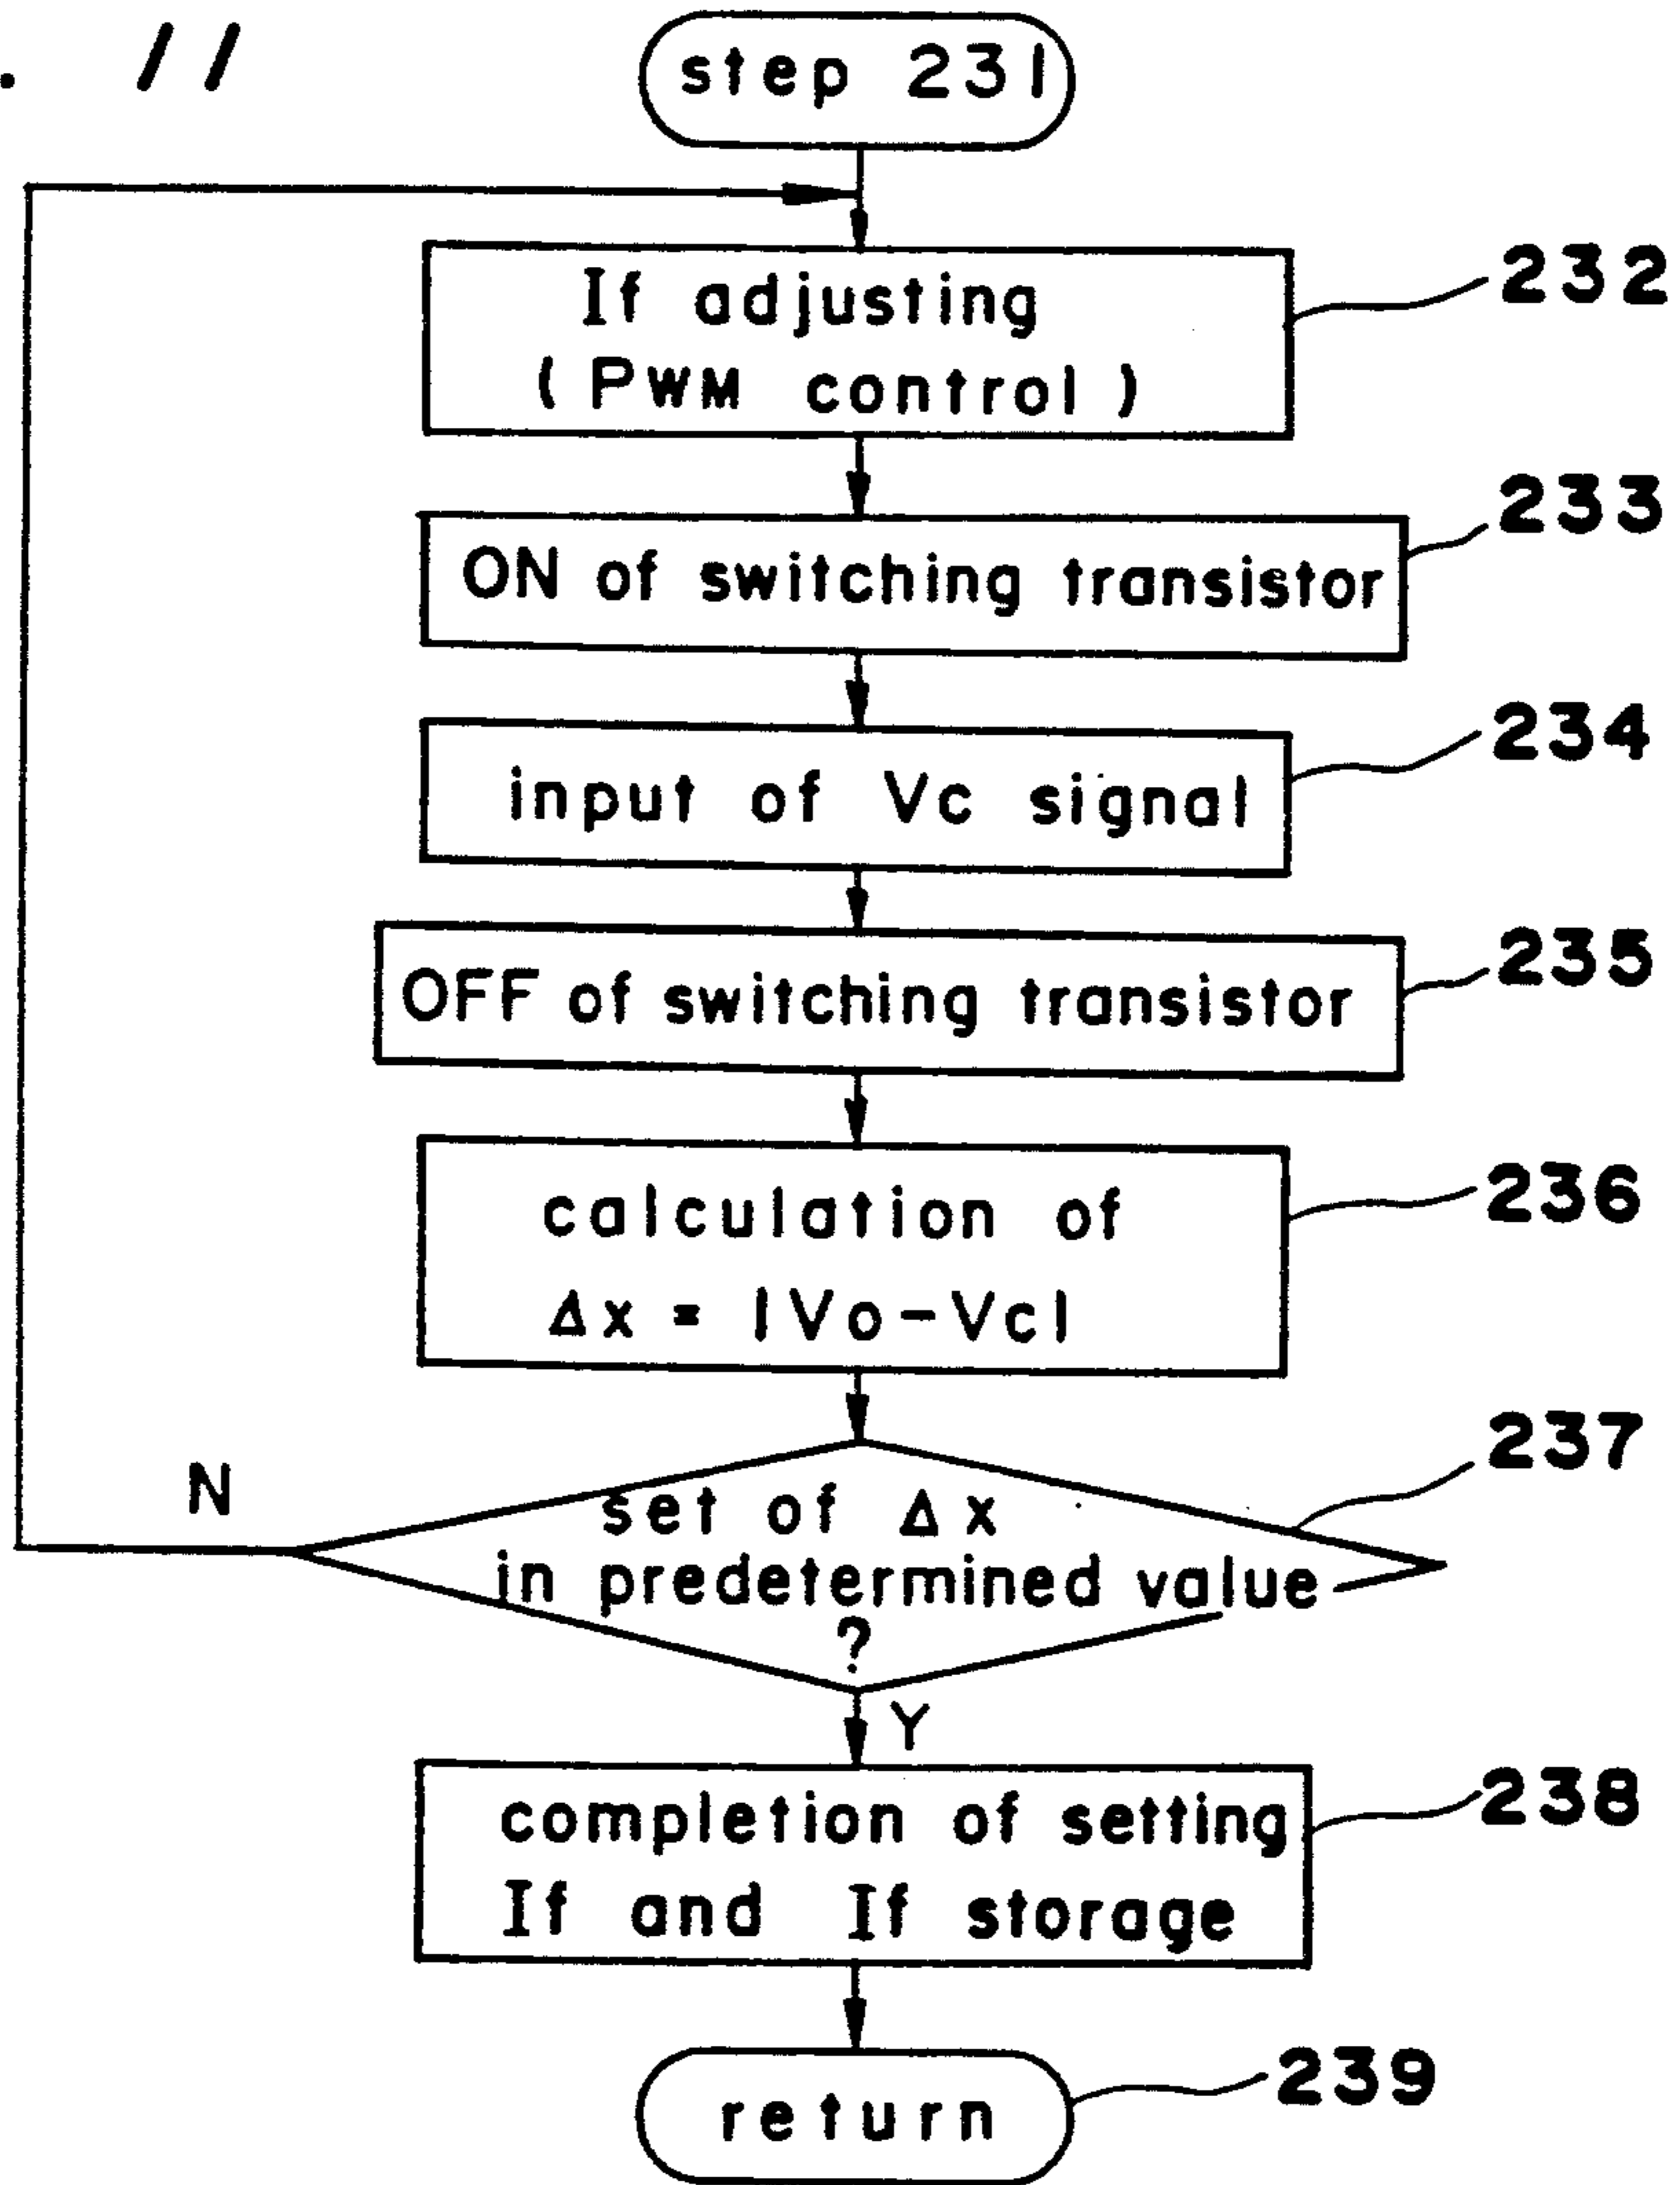 . 11
step 231
If adjusting
(PWM control)
232
ON of switching transistor
233
input of Vc signal
234
OFF of switching transistor
235
calculation of
Δx = |Vo-Vc|
236
N
set of Δx
in predetermined value
?
237
Y
completion of setting
If and If storage
238
return
239